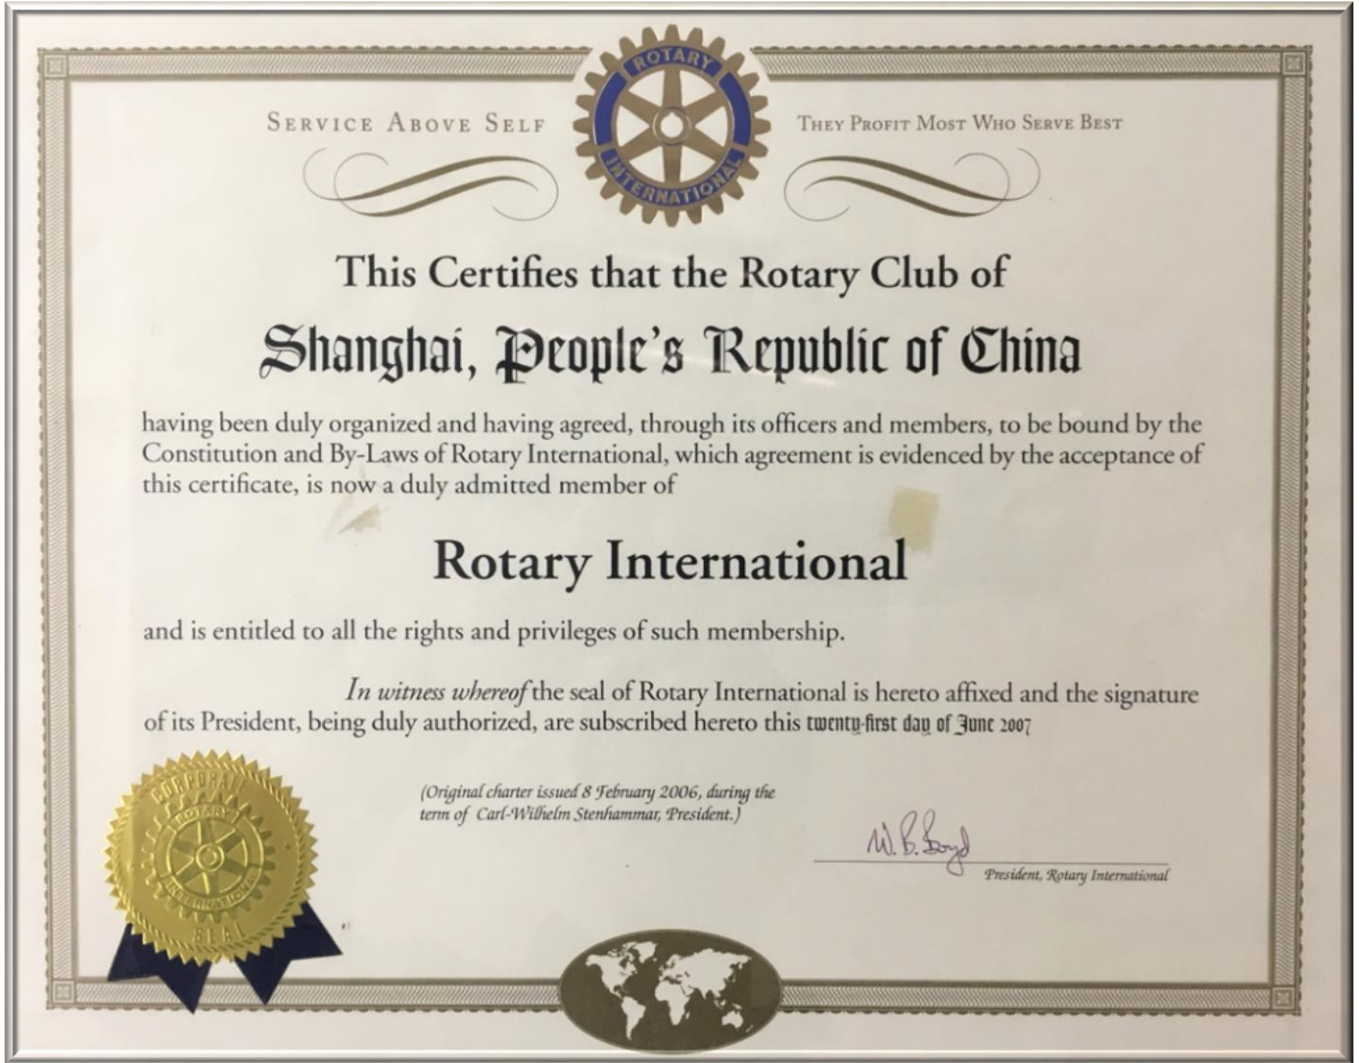 ROTARY
INTERNATIONAL
SERVICE ABOVE SELF
THEY PROFIT MOST WHO SERVE BEST
This Certifies that the Rotary Club of
Shanghai, People's Republic of China
having been duly organized and having agreed, through its officers and members, to be bound by the
Constitution and By-Laws of Rotary International, which agreement is evidenced by the acceptance of
this certificate, is now a duly admitted member of
Rotary International
and is entitled to all the rights and privileges of such membership.
In witness whereof the seal of Rotary International is hereto affixed and the signature
of its President, being duly authorized, are subscribed hereto this twenty-first day of June 2007
(Original charter issued 8 February 2006, during the
term of Carl-Wilhelm Stenhammar, President.)
W. B. Boyd
President, Rotary International
CORPORATE
ROTARY
INTERNATIONAL
SEAL